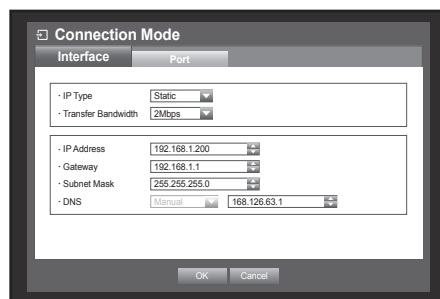 Connection Mode
Interface Port
· IP Type Static
· Transfer Bandwidth 2Mbps
· IP Address 192.168.1.200
· Gateway 192.168.1.1
· Subnet Mask 255.255.255.0
· DNS Manual 168.126.63.1
OK Cancel